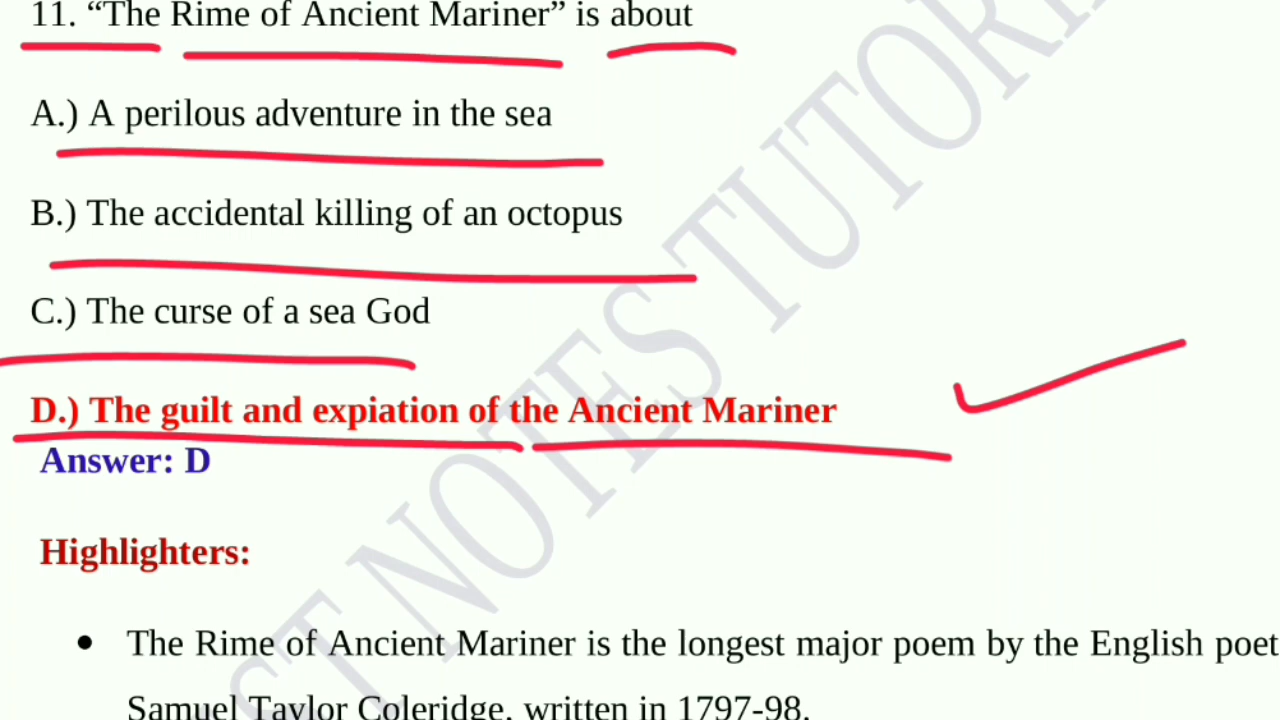 11. “The Rime of Ancient Mariner” is about
A.) A perilous adventure in the sea
B.) The accidental killing of an octopus
C.) The curse of a sea God
D.) The guilt and expiation of the Ancient Mariner
Answer: D
Highlighters:
• The Rime of Ancient Mariner is the longest major poem by the English poet
Samuel Taylor Coleridge, written in 1797-98.
NOTES